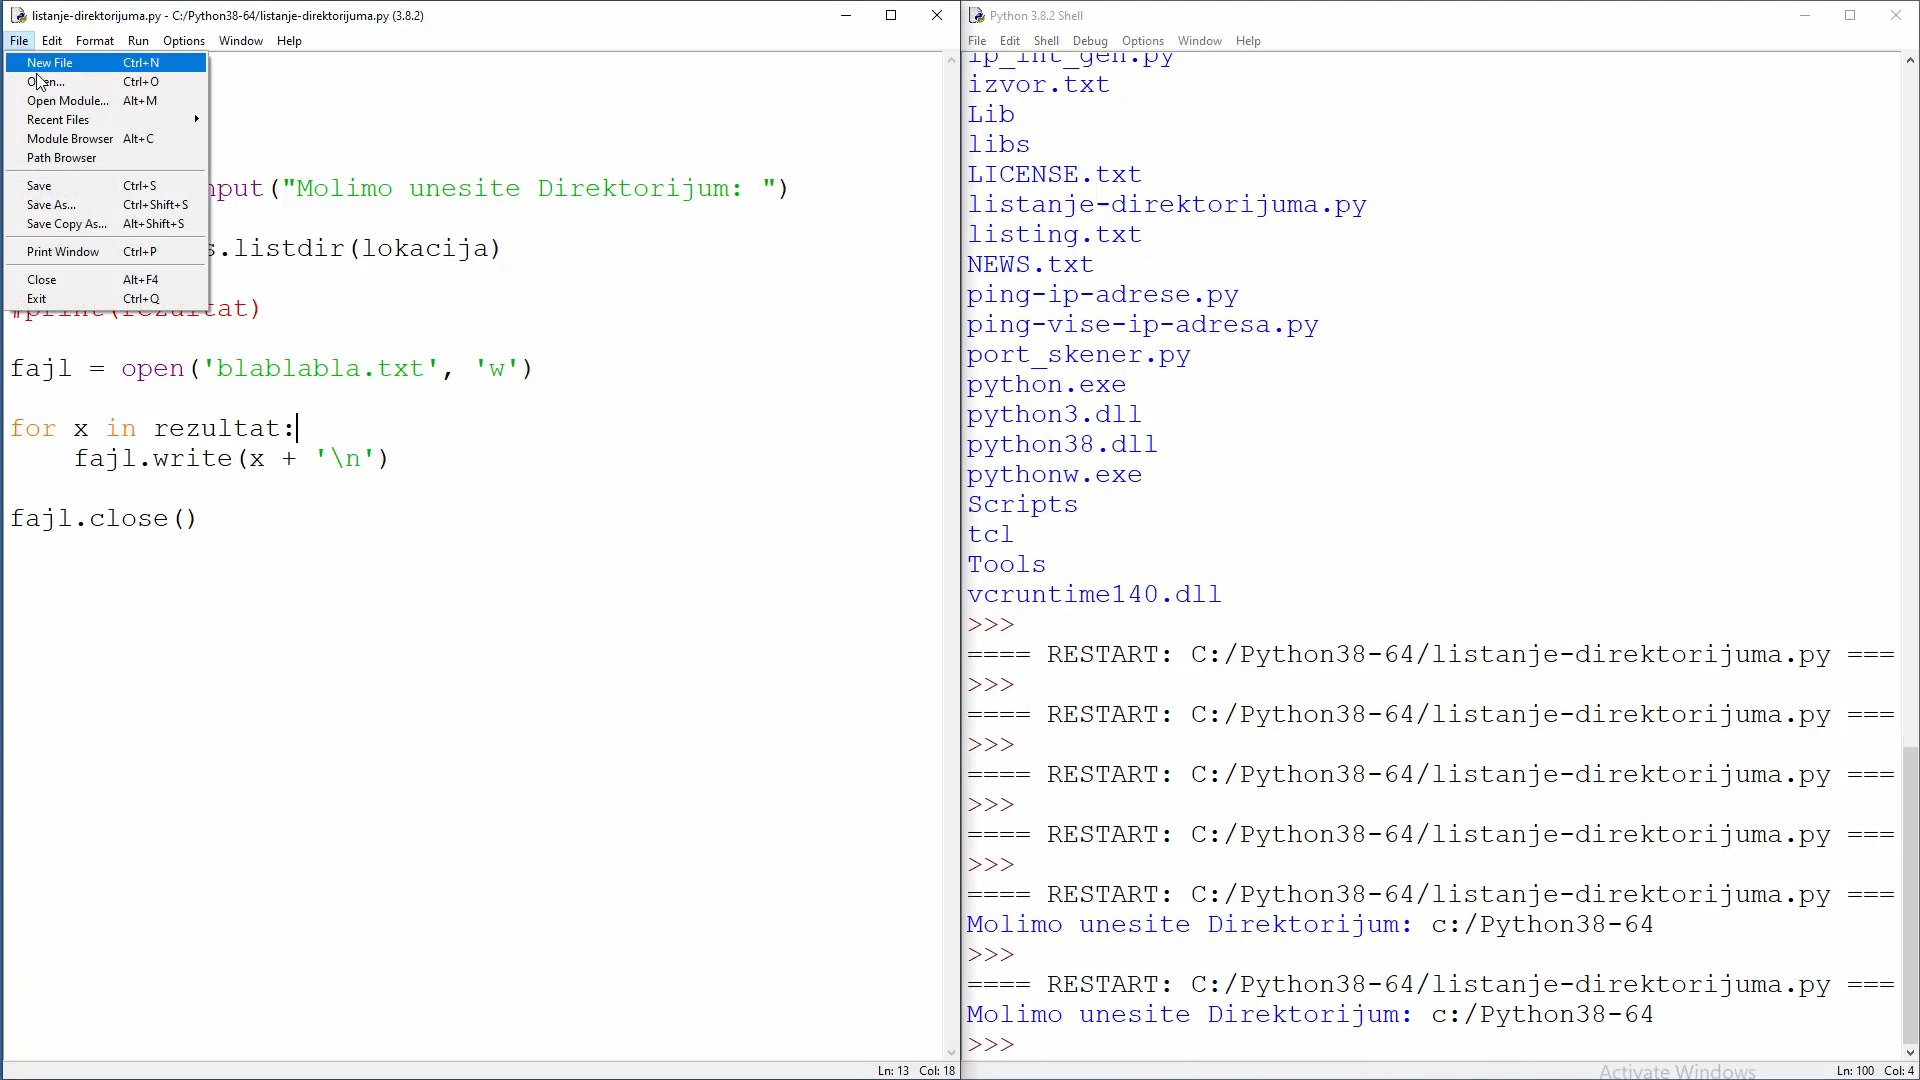 listanje-direktorijuma.py - C:/Python38-64/listanje-direktorijuma.py (3.8.2)
File Edit Format Run Options Window Help
New File Ctrl+N
Ctrl+O
Open Module... Alt+M
Recent Files
Module Browser Alt+C
Path Browser
Save Ctrl+S
Save As... Ctrl+Shift+S
Save Copy As... Alt+Shift+S
Print Window Ctrl+P
Close Alt+F4
Exit Ctrl+Q
("Molimo unesite Direktorijum: ")
.listdir(lokacija)
fajl = open('blablabla.txt', 'w')
for x in rezultat:
fajl.write(x + '\n')
fajl.close()
Ln: 13 Col: 18
Python 3.8.2 Shell
File Edit Shell Debug Options Window Help
ip_int_gen.py
izvor.txt
Lib
libs
LICENSE.txt
listanje-direktorijuma.py
listing.txt
NEWS.txt
ping-ip-adrese.py
ping-vise-ip-adresa.py
port_skener.py
python.exe
python3.dll
python38.dll
pythonw.exe
Scripts
tcl
Tools
vcruntime140.dll
>>>
==== RESTART: C:/Python38-64/listanje-direktorijuma.py ===
>>>
==== RESTART: C:/Python38-64/listanje-direktorijuma.py ===
>>>
==== RESTART: C:/Python38-64/listanje-direktorijuma.py ===
>>>
==== RESTART: C:/Python38-64/listanje-direktorijuma.py ===
>>>
==== RESTART: C:/Python38-64/listanje-direktorijuma.py ===
Molimo unesite Direktorijum: c:/Python38-64
>>>
==== RESTART: C:/Python38-64/listanje-direktorijuma.py ===
Molimo unesite Direktorijum: c:/Python38-64
>>>
Activate Windows
Ln: 100 Col: 4